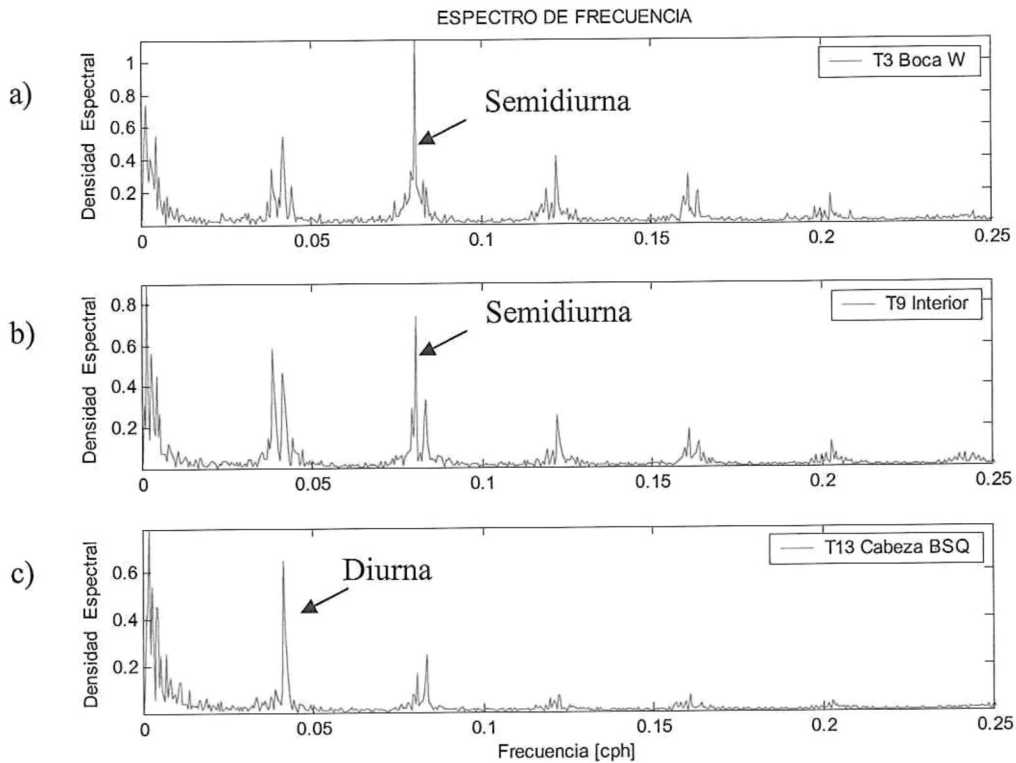 ESPECTRO DE FRECUENCIA
a)
Densidad Espectral
1
0.8
0.6
0.4
0.2
T3 Boca W
Semidiurna
0
0.05
0.1
0.15
0.2
0.25
b)
Densidad Espectral
0.8
0.6
0.4
0.2
T9 Interior
Semidiurna
0
0.05
0.1
0.15
0.2
0.25
c)
Densidad Espectral
0.6
0.4
0.2
T13 Cabeza BSQ
Diurna
0
0.05
0.1
0.15
0.2
0.25
Frecuencia [cph]